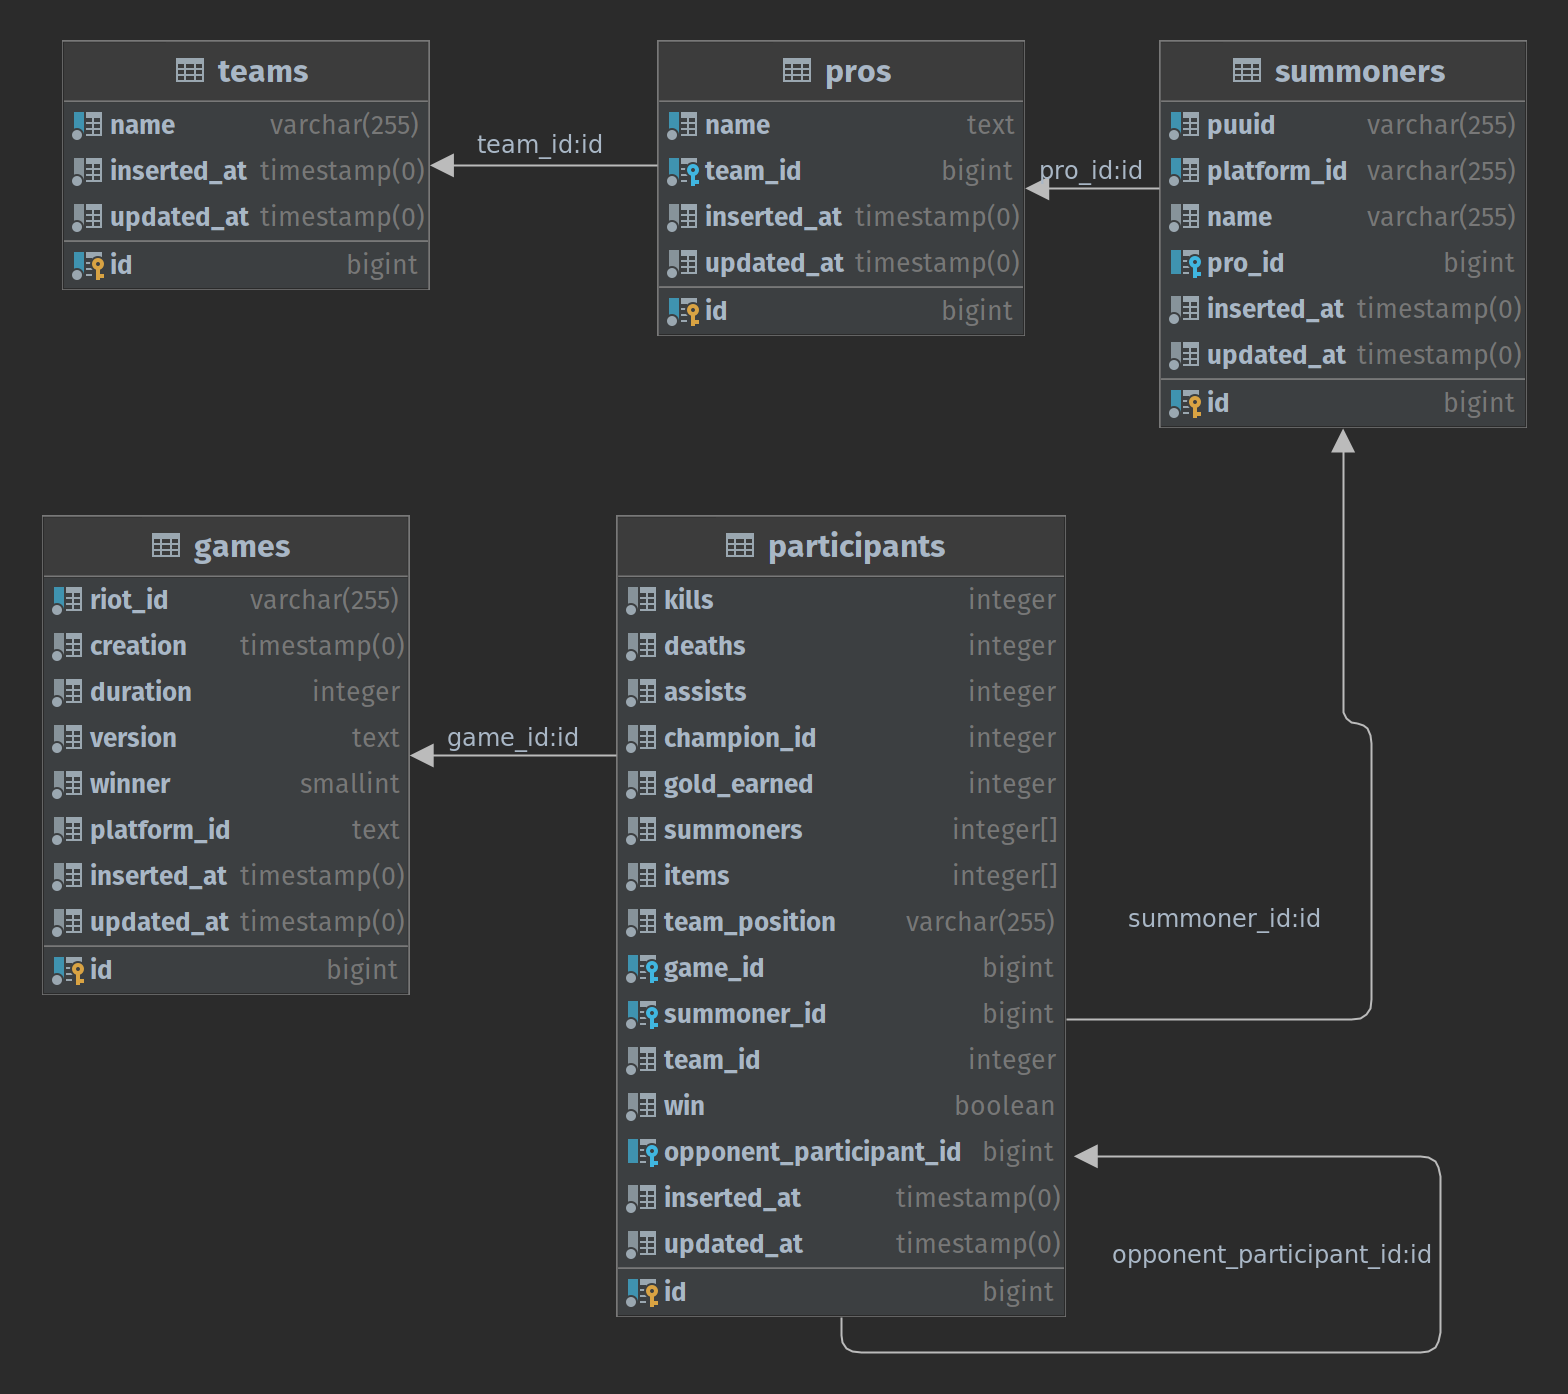 teams
name varchar(255)
inserted_at timestamp(0)
updated_at timestamp(0)
id bigint
team_id:id
pros
name text
team_id bigint
inserted_at timestamp(0)
updated_at timestamp(0)
id bigint
pro_id:id
summoners
puuid varchar(255)
platform_id varchar(255)
name varchar(255)
pro_id bigint
inserted_at timestamp(0)
updated_at timestamp(0)
id bigint
games
riot_id varchar(255)
creation timestamp(0)
duration integer
version text
winner smallint
platform_id text
inserted_at timestamp(0)
updated_at timestamp(0)
id bigint
game_id:id
participants
kills integer
deaths integer
assists integer
champion_id integer
gold_earned integer
summoners integer[]
items integer[]
team_position varchar(255)
game_id bigint
summoner_id bigint
team_id integer
win boolean
opponent_participant_id bigint
inserted_at timestamp(0)
updated_at timestamp(0)
id bigint
summoner_id:id
opponent_participant_id:id